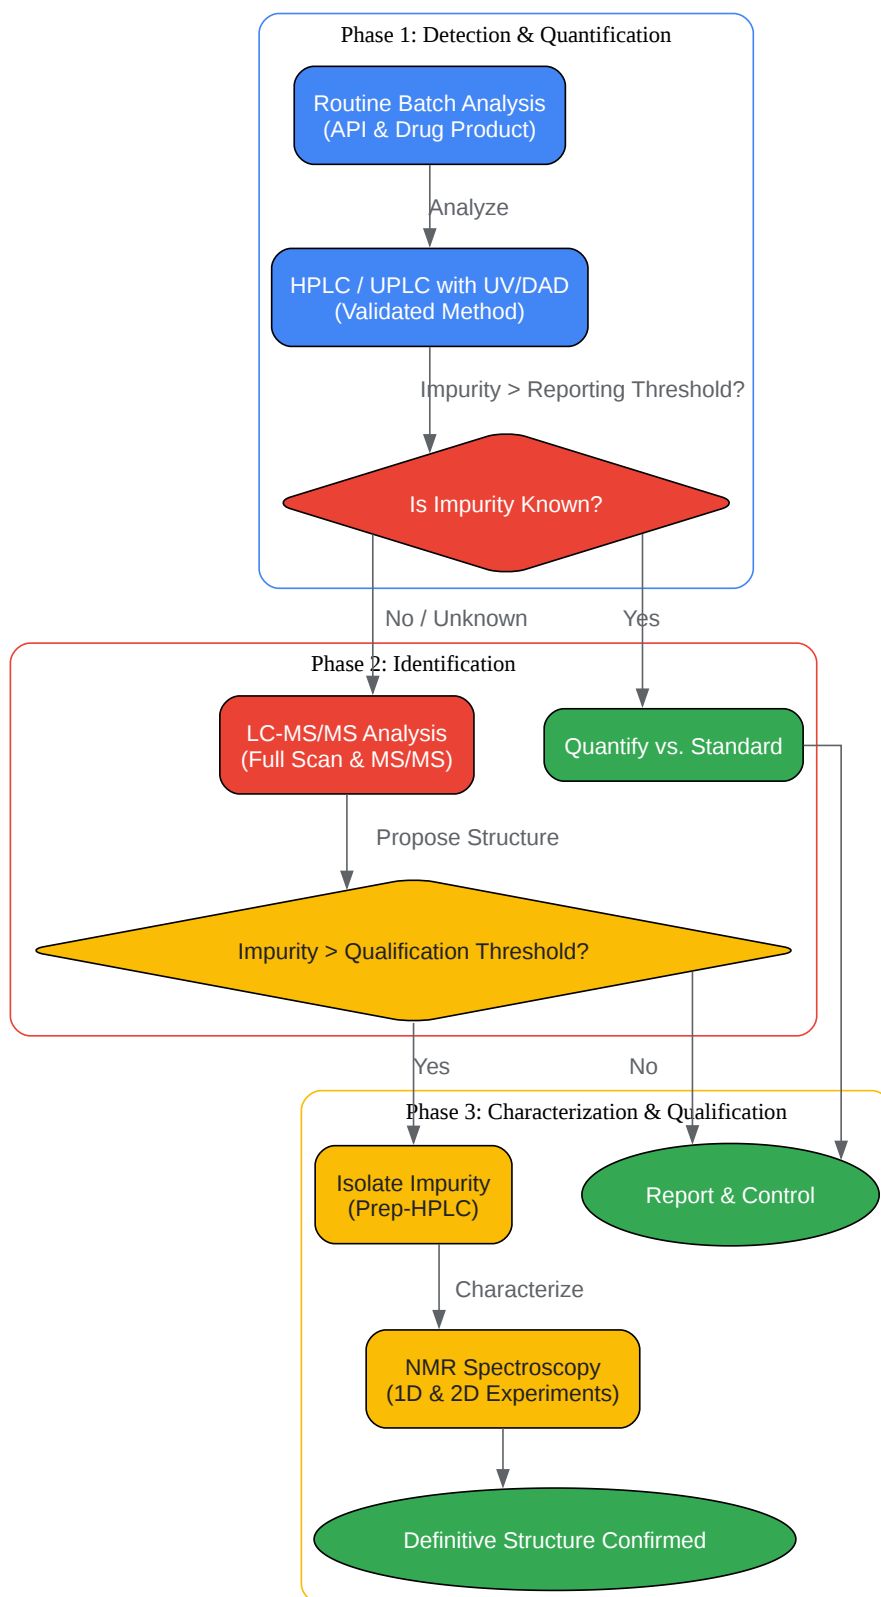 Phase 1: Detection & Quantification
Routine Batch Analysis
(API & Drug Product)
Analyze
HPLC / UPLC with UV/DAD
(Validated Method)
Impurity > Reporting Threshold?
Is Impurity Known?
No / Unknown
Yes
Phase 2: Identification
LC-MS/MS Analysis
(Full Scan & MS/MS)
Quantify vs. Standard
Propose Structure
Impurity > Qualification Threshold?
Yes
No
Phase 3: Characterization & Qualification
Isolate Impurity
(Prep-HPLC)
Report & Control
Characterize
NMR Spectroscopy
(1D & 2D Experiments)
Definitive Structure Confirmed